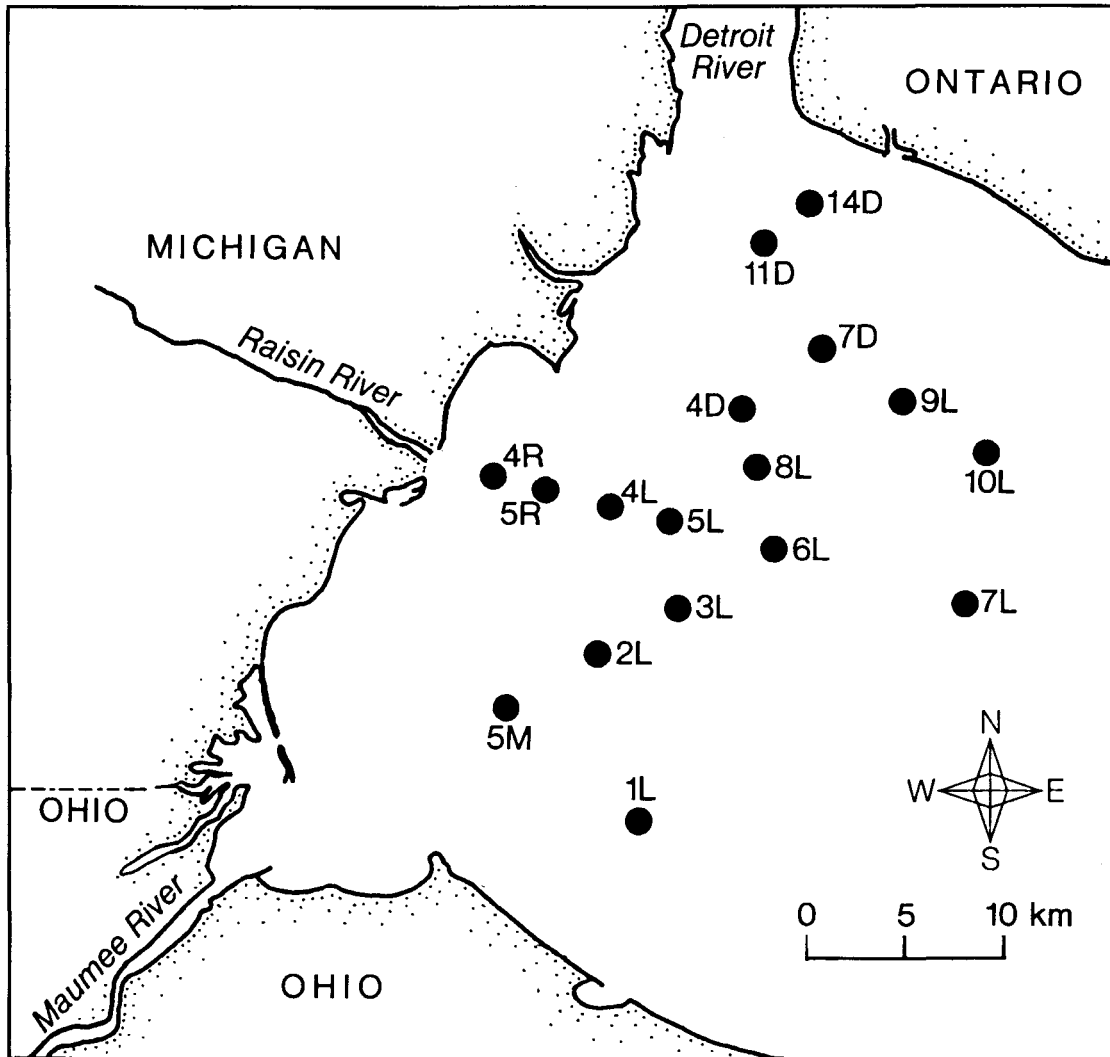 Detroit
River
ONTARIO
14D
MICHIGAN
11D
Raisin River
7D
4D
9L
4R
8L
10L
5R
4L
5L
6L
7L
3L
2L
5M
N
W
E
S
OHIO
1L
Maumee River
0
5
10 km
OHIO